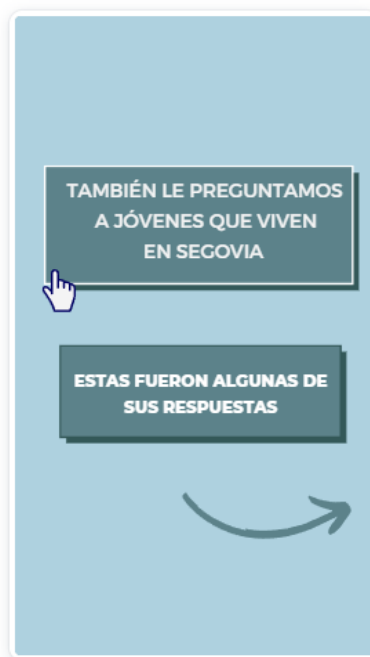 TAMBIÉN LE PREGUNTAMOS
A JÓVENES QUE VIVEN
EN SEGOVIA
ESTAS FUERON ALGUNAS DE
SUS RESPUESTAS